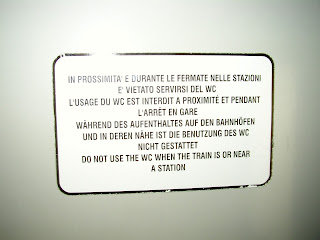 IN PROSSIMITA' E DURANTE LE FERMATE NELLE STAZIONI
E' VIETATO SERVIRSI DEL WC
L'USAGE DU WC EST INTERDIT A PROXIMITÉ ET PENDANT
L'ARRÊT EN GARE
WÄHREND DES AUFENTHALTES AUF DEN BAHNHÖFEN
UND IN DEREN NÄHE IST DIE BENUTZUNG DES WC
NICHT GESTATTET
DO NOT USE THE WC WHEN THE TRAIN IS OR NEAR
A STATION